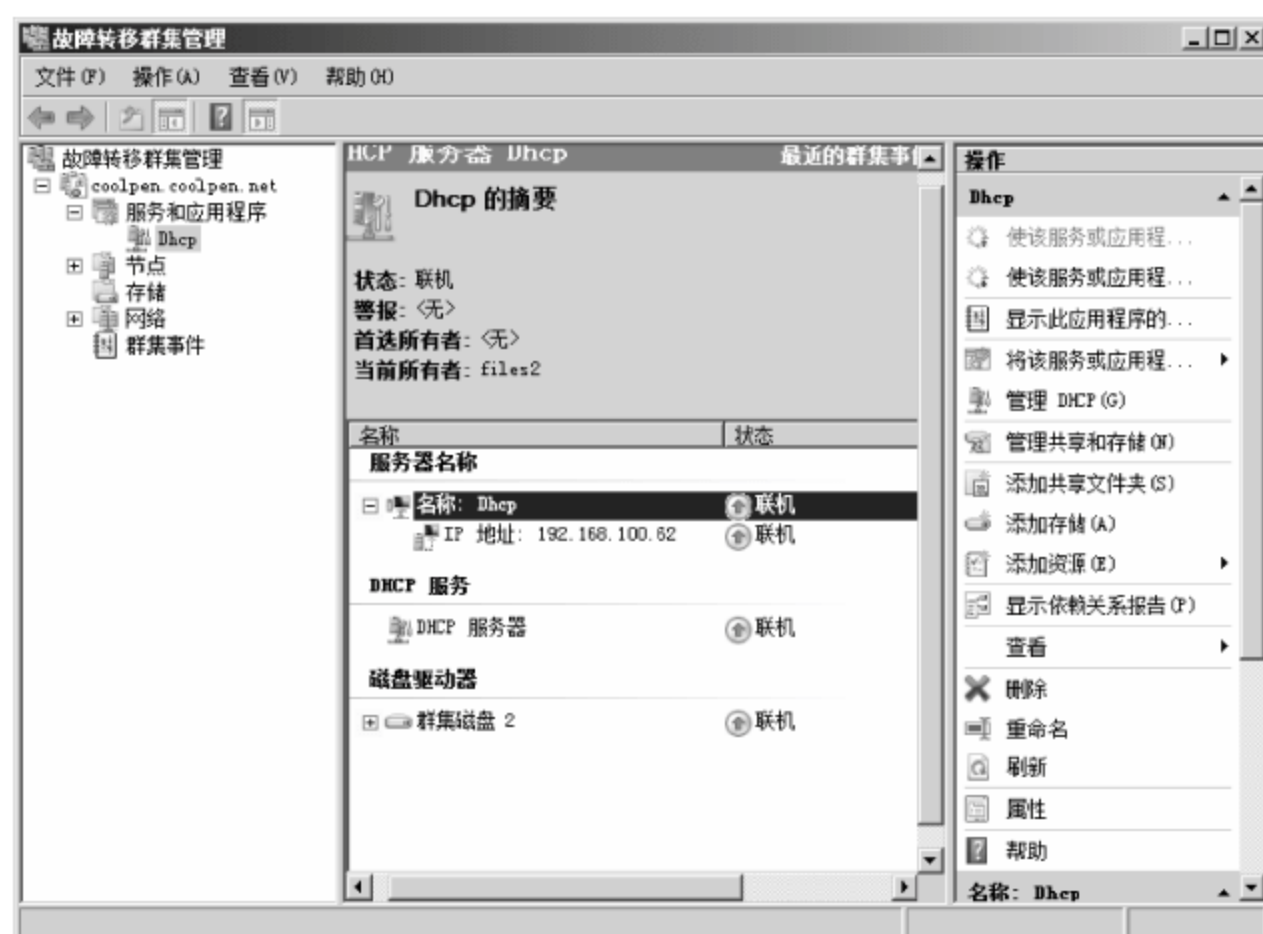 故障转移群集管理
文件(F) 操作(A) 查看(V) 帮助(H)
故障转移群集管理
coolpen.coolpen.net
服务和应用程序
Dhcp
节点
存储
网络
群集事件
HCP 服务器 Dhcp 最近的群集事
Dhcp 的摘要
状态: 联机
警报: <无>
首选所有者: <无>
当前所有者: files2
名称 状态
服务器名称
名称: Dhcp 联机
IP 地址: 192.168.100.62 联机
DHCP 服务
DHCP 服务器 联机
磁盘驱动器
群集磁盘 2 联机
操作
Dhcp
使该服务或应用程...
使该服务或应用程...
显示此应用程序的...
将该服务或应用程...
管理 DHCP(G)
管理共享和存储(N)
添加共享文件夹(S)
添加存储(A)
添加资源(E)
显示依赖关系报告(P)
查看
删除
重命名
刷新
属性
帮助
名称: Dhcp